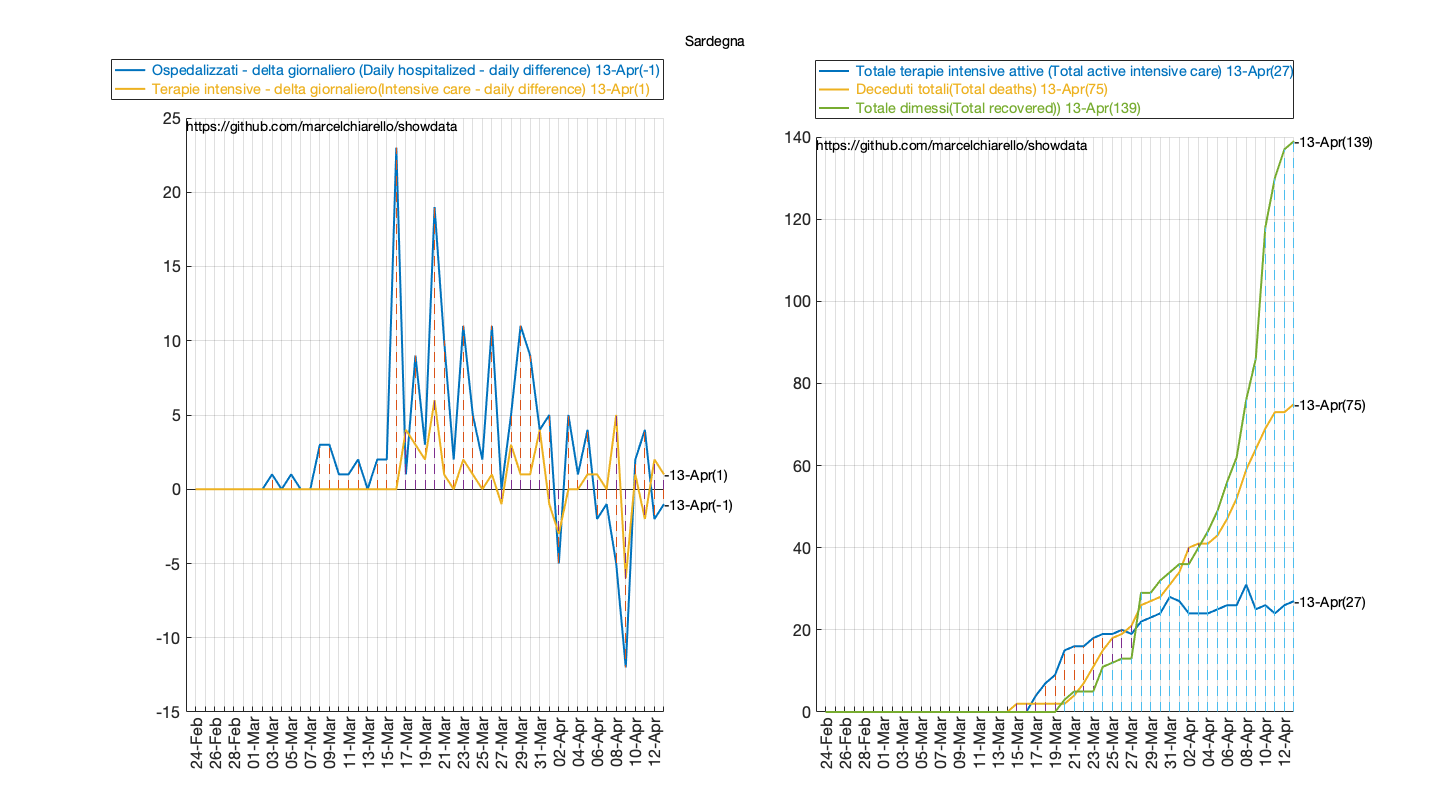 Sardegna
Ospedalizzati - delta giornaliero (Daily hospitalized - daily difference) 13-Apr(-1)
Terapie intensive - delta giornaliero(Intensive care - daily difference) 13-Apr(1)
https://github.com/marcelchiarello/showdata
25
20
15
10
5
0
-5
-10
-15
-13-Apr(1)
-13-Apr(-1)
24-Feb
26-Feb
28-Feb
01-Mar
03-Mar
05-Mar
07-Mar
09-Mar
11-Mar
13-Mar
15-Mar
17-Mar
19-Mar
21-Mar
23-Mar
25-Mar
27-Mar
29-Mar
31-Mar
02-Apr
04-Apr
06-Apr
08-Apr
10-Apr
12-Apr
Totale terapie intensive attive (Total active intensive care) 13-Apr(27)
Deceduti totali(Total deaths) 13-Apr(75)
Totale dimessi(Total recovered)) 13-Apr(139)
https://github.com/marcelchiarello/showdata
140
120
100
80
60
40
20
0
-13-Apr(139)
-13-Apr(75)
-13-Apr(27)
24-Feb
26-Feb
28-Feb
01-Mar
03-Mar
05-Mar
07-Mar
09-Mar
11-Mar
13-Mar
15-Mar
17-Mar
19-Mar
21-Mar
23-Mar
25-Mar
27-Mar
29-Mar
31-Mar
02-Apr
04-Apr
06-Apr
08-Apr
10-Apr
12-Apr